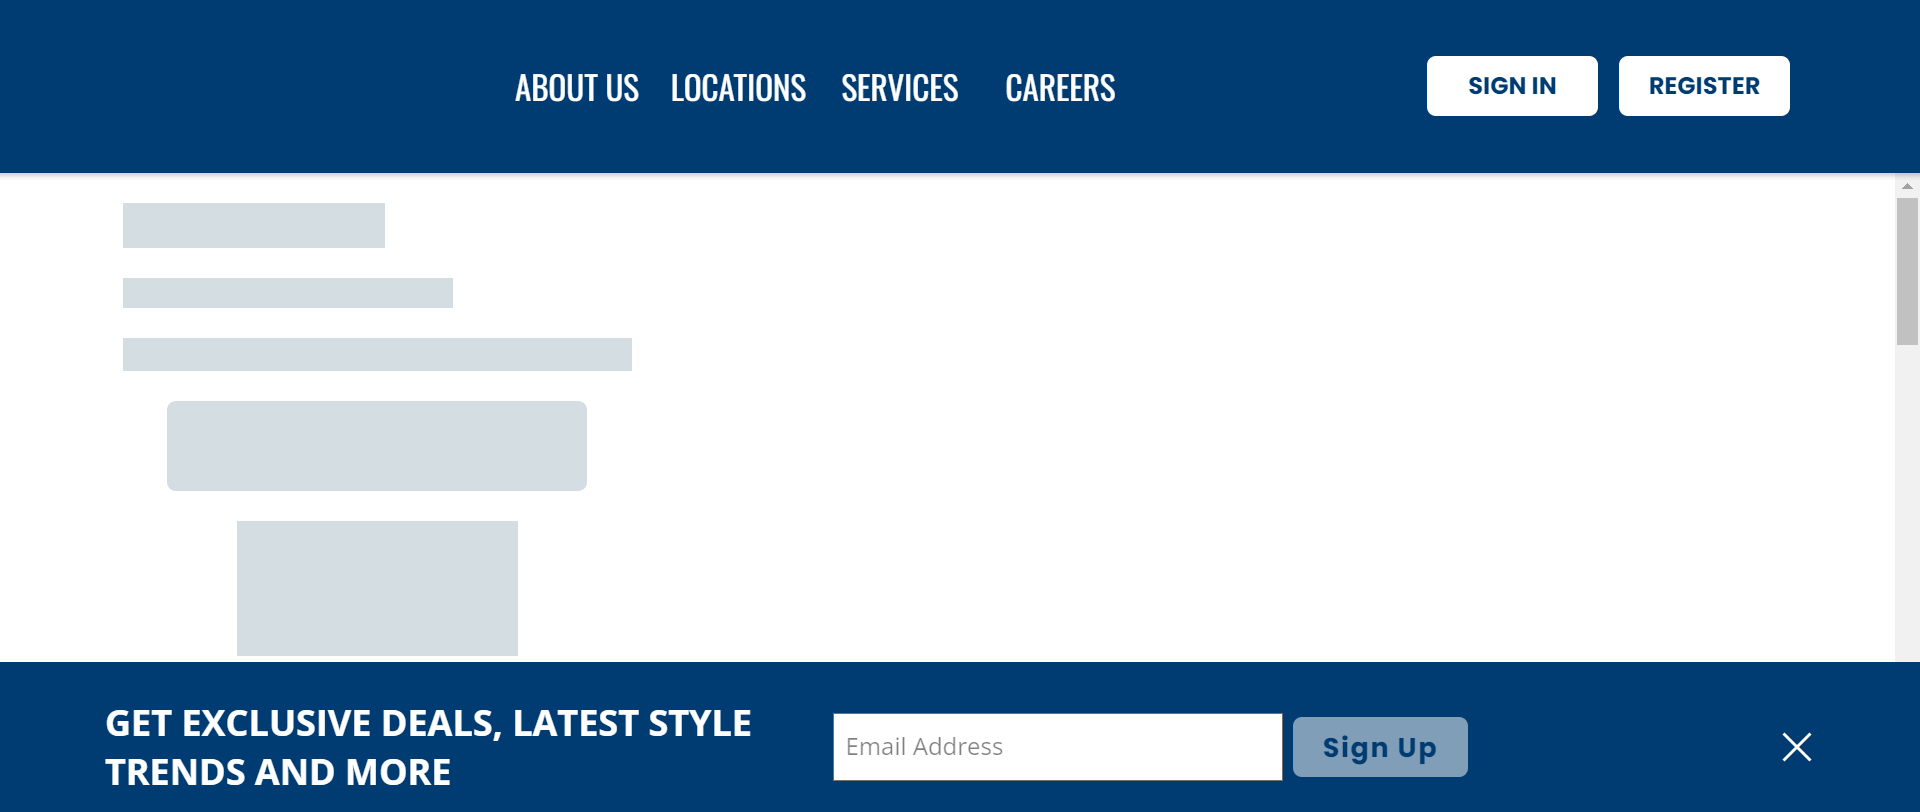 ABOUT US LOCATIONS SERVICES CAREERS SIGN IN REGISTER
GET EXCLUSIVE DEALS, LATEST STYLE
TRENDS AND MORE
Email Address Sign Up